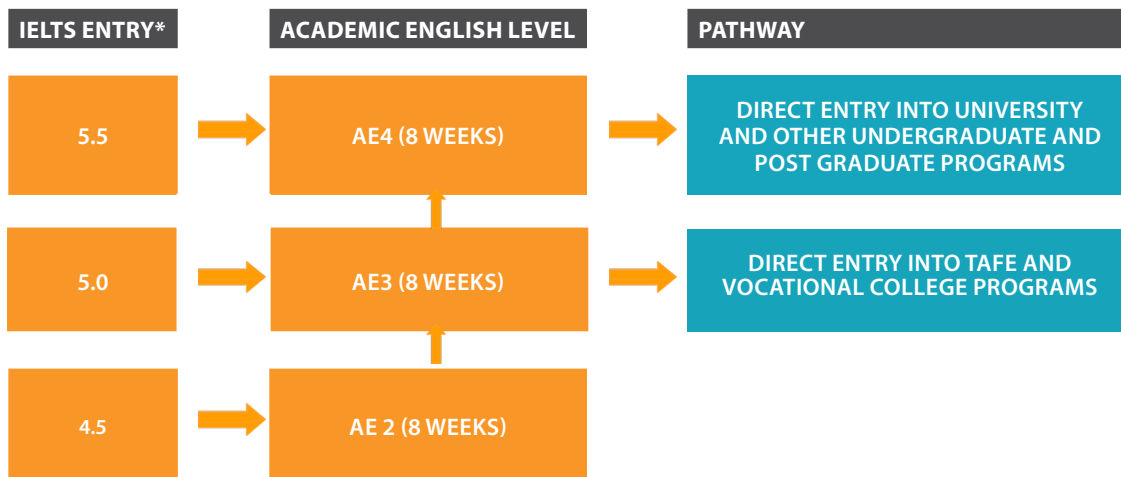 IELTS ENTRY*
ACADEMIC ENGLISH LEVEL
PATHWAY
5.5
AE4 (8 WEEKS)
DIRECT ENTRY INTO UNIVERSITY
AND OTHER UNDERGRADUATE AND
POST GRADUATE PROGRAMS
5.0
AE3 (8 WEEKS)
DIRECT ENTRY INTO TAFE AND
VOCATIONAL COLLEGE PROGRAMS
4.5
AE 2 (8 WEEKS)